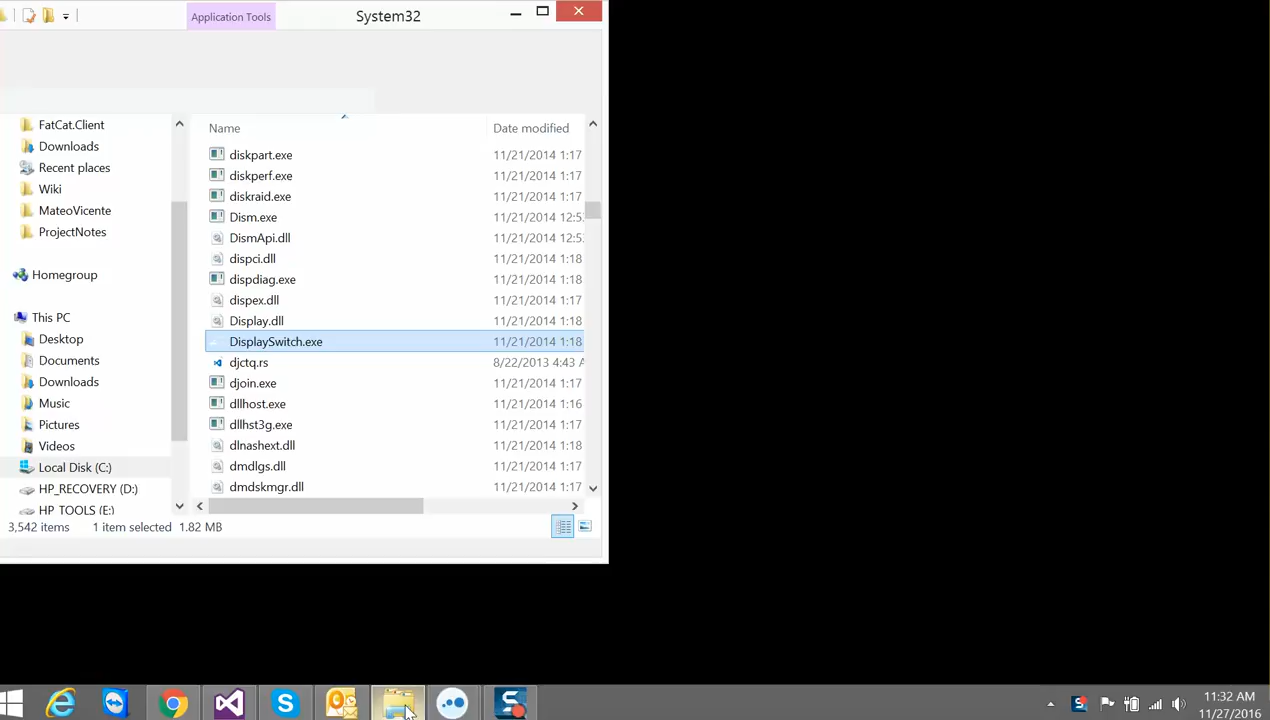 Application Tools
System32
FatCat.Client
Downloads
Recent places
Wiki
MateoVicente
ProjectNotes
Homegroup
This PC
Desktop
Documents
Downloads
Music
Pictures
Videos
Local Disk (C:)
HP_RECOVERY (D:)
HP_TOOLS (E:)
Name Date modified
diskpart.exe 11/21/2014 1:17
diskperf.exe 11/21/2014 1:17
diskraid.exe 11/21/2014 1:17
Dism.exe 11/21/2014 12:5
DismApi.dll 11/21/2014 12:5
dispci.dll 11/21/2014 1:18
dispdiag.exe 11/21/2014 1:18
dispex.dll 11/21/2014 1:17
Display.dll 11/21/2014 1:18
DisplaySwitch.exe 11/21/2014 1:18
djctq.rs 8/22/2013 4:43 A
djoin.exe 11/21/2014 1:17
dllhost.exe 11/21/2014 1:16
dllhst3g.exe 11/21/2014 1:17
dlnashext.dll 11/21/2014 1:18
dmdlgs.dll 11/21/2014 1:17
dmdskmgr.dll 11/21/2014 1:17
3,542 items 1 item selected 1.82 MB
11:32 AM
11/27/2016